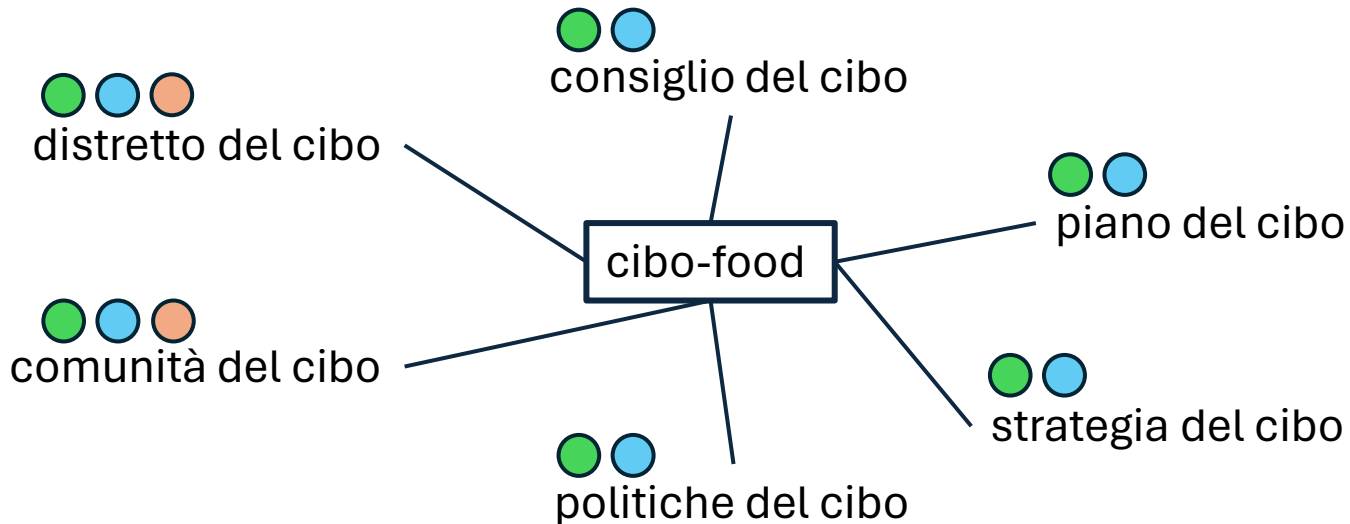 consiglio del cibo
distretto del cibo
piano del cibo
cibo-food
comunità del cibo
strategia del cibo
politiche del cibo